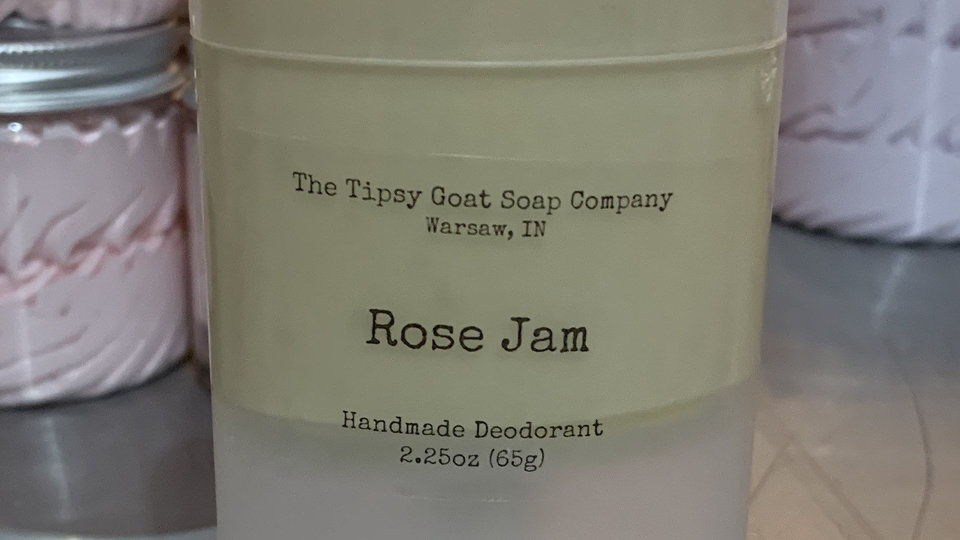 The Tipsy Goat Soap Company
Warsaw, IN
Rose Jam
Handmade Deodorant
2.25oz (65g)